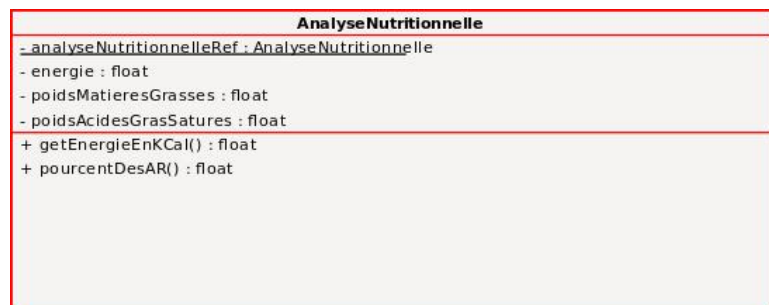 AnalyseNutritionnelle
- analyseNutritionnelleRef : AnalyseNutritionnelle
- energie : float
- poidsMatieresGrasses : float
- poidsAcidesGrasSatures : float
+ getEnergieEnKCal() : float
+ pourcentDesAR() : float